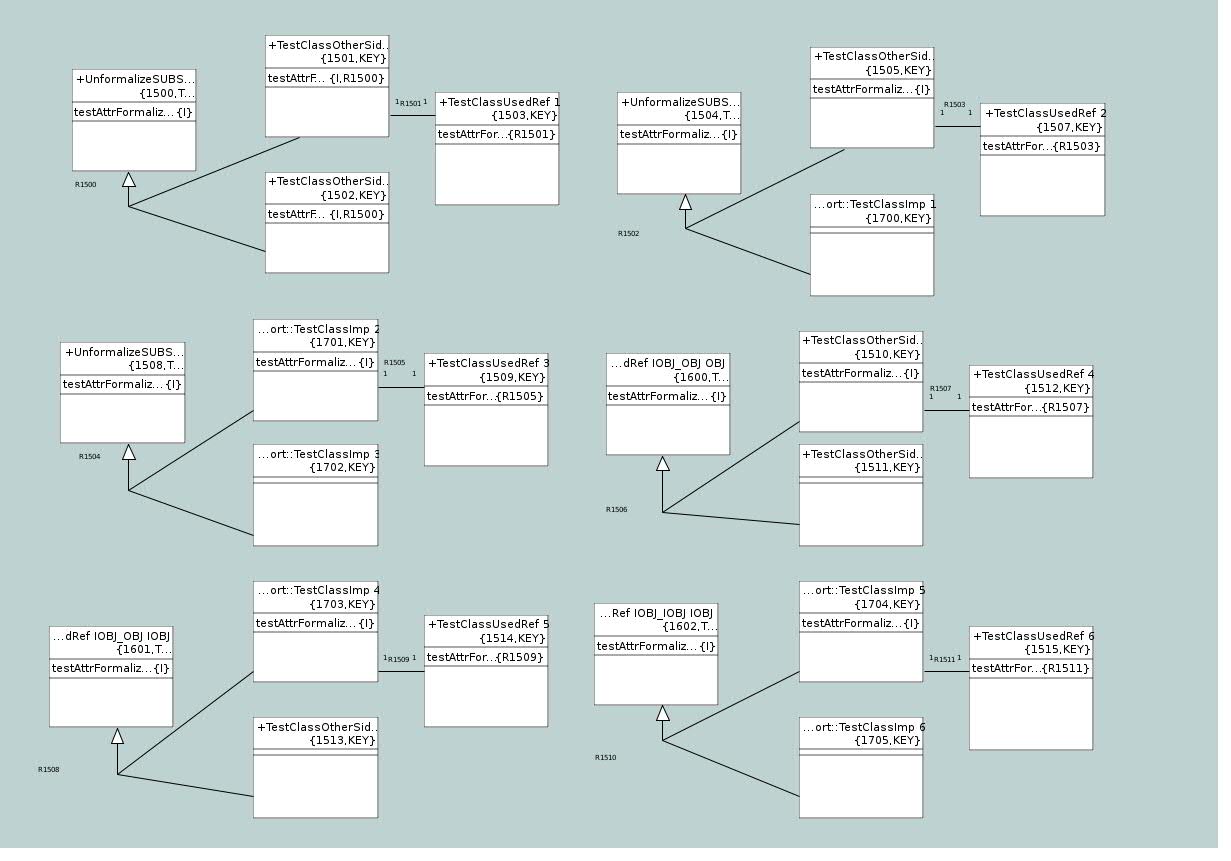 +UnformalizeSUBS...
{1500,T...
testAttrFormaliz... {I}
R1500
+TestClassOtherSid..
{1501,KEY}
testAttrF... {I,R1500}
1 R1501 1
+TestClassUsedRef 1
{1503,KEY}
testAttrFor...{R1501}
+TestClassOtherSid..
{1502,KEY}
testAttrF... {I,R1500}
+UnformalizeSUBS...
{1504,T...
testAttrFormaliz...{I}
R1502
+TestClassOtherSid..
{1505,KEY}
testAttrFormaliz...{I}
R1503
1 1
+TestClassUsedRef 2
{1507,KEY}
testAttrFor...{R1503}
...ort::TestClassImp 1
{1700,KEY}
+UnformalizeSUBS...
{1508,T...
testAttrFormaliz... {I}
R1504
...ort::TestClassImp 2
{1701,KEY}
testAttrFormaliz...{I}
R1505
1 1
+TestClassUsedRef 3
{1509,KEY}
testAttrFor...{R1505}
...ort::TestClassImp 3
{1702,KEY}
...dRef IOBJ_OBJ OBJ
{1600,T...
testAttrFormaliz...{I}
R1506
+TestClassOtherSid..
{1510,KEY}
testAttrFormaliz...{I}
R1507
1 1
+TestClassUsedRef 4
{1512,KEY}
testAttrFor...{R1507}
+TestClassOtherSid..
{1511,KEY}
...dRef IOBJ_OBJ IOBJ
{1601,T...
testAttrFormaliz...{I}
R1508
...ort::TestClassImp 4
{1703,KEY}
testAttrFormaliz...{I}
1 R1509 1
+TestClassUsedRef 5
{1514,KEY}
testAttrFor...{R1509}
+TestClassOtherSid..
{1513,KEY}
...Ref IOBJ_IOBJ IOBJ
{1602,T...
testAttrFormaliz... {I}
R1510
...ort::TestClassImp 5
{1704,KEY}
testAttrFormaliz...{I}
1 R1511 1
+TestClassUsedRef 6
{1515,KEY}
testAttrFor...{R1511}
...ort::TestClassImp 6
{1705,KEY}